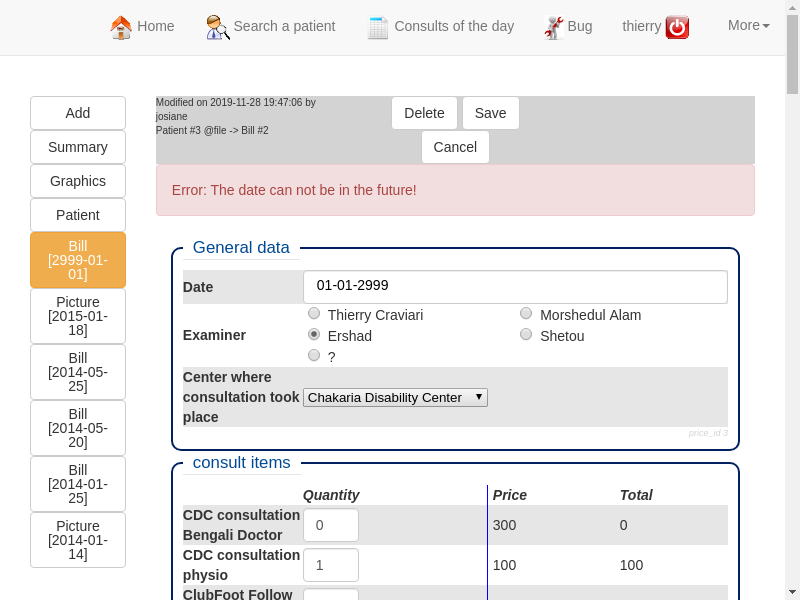 Home
Search a patient
Consults of the day
Bug
thierry
More
Add
Summary
Graphics
Patient
Bill
[2999-01-
01]
Picture
[2015-01-
18]
Bill
[2014-05-
25]
Bill
[2014-05-
20]
Bill
[2014-01-
25]
Picture
[2014-01-
14]
Modified on 2019-11-28 19:47:06 by
josiane
Patient #3 @file -> Bill #2
Delete
Save
Cancel
Error: The date can not be in the future!
General data
Date
01-01-2999
Examiner
Thierry Craviari
Morshedul Alam
Ershad
Shetou
?
Center where
consultation took
place
Chakaria Disability Center
price_id 3
consult items
Quantity Price Total
CDC consultation
Bengali Doctor
0 300 0
CDC consultation
physio
1 100 100
ClubFoot Follow